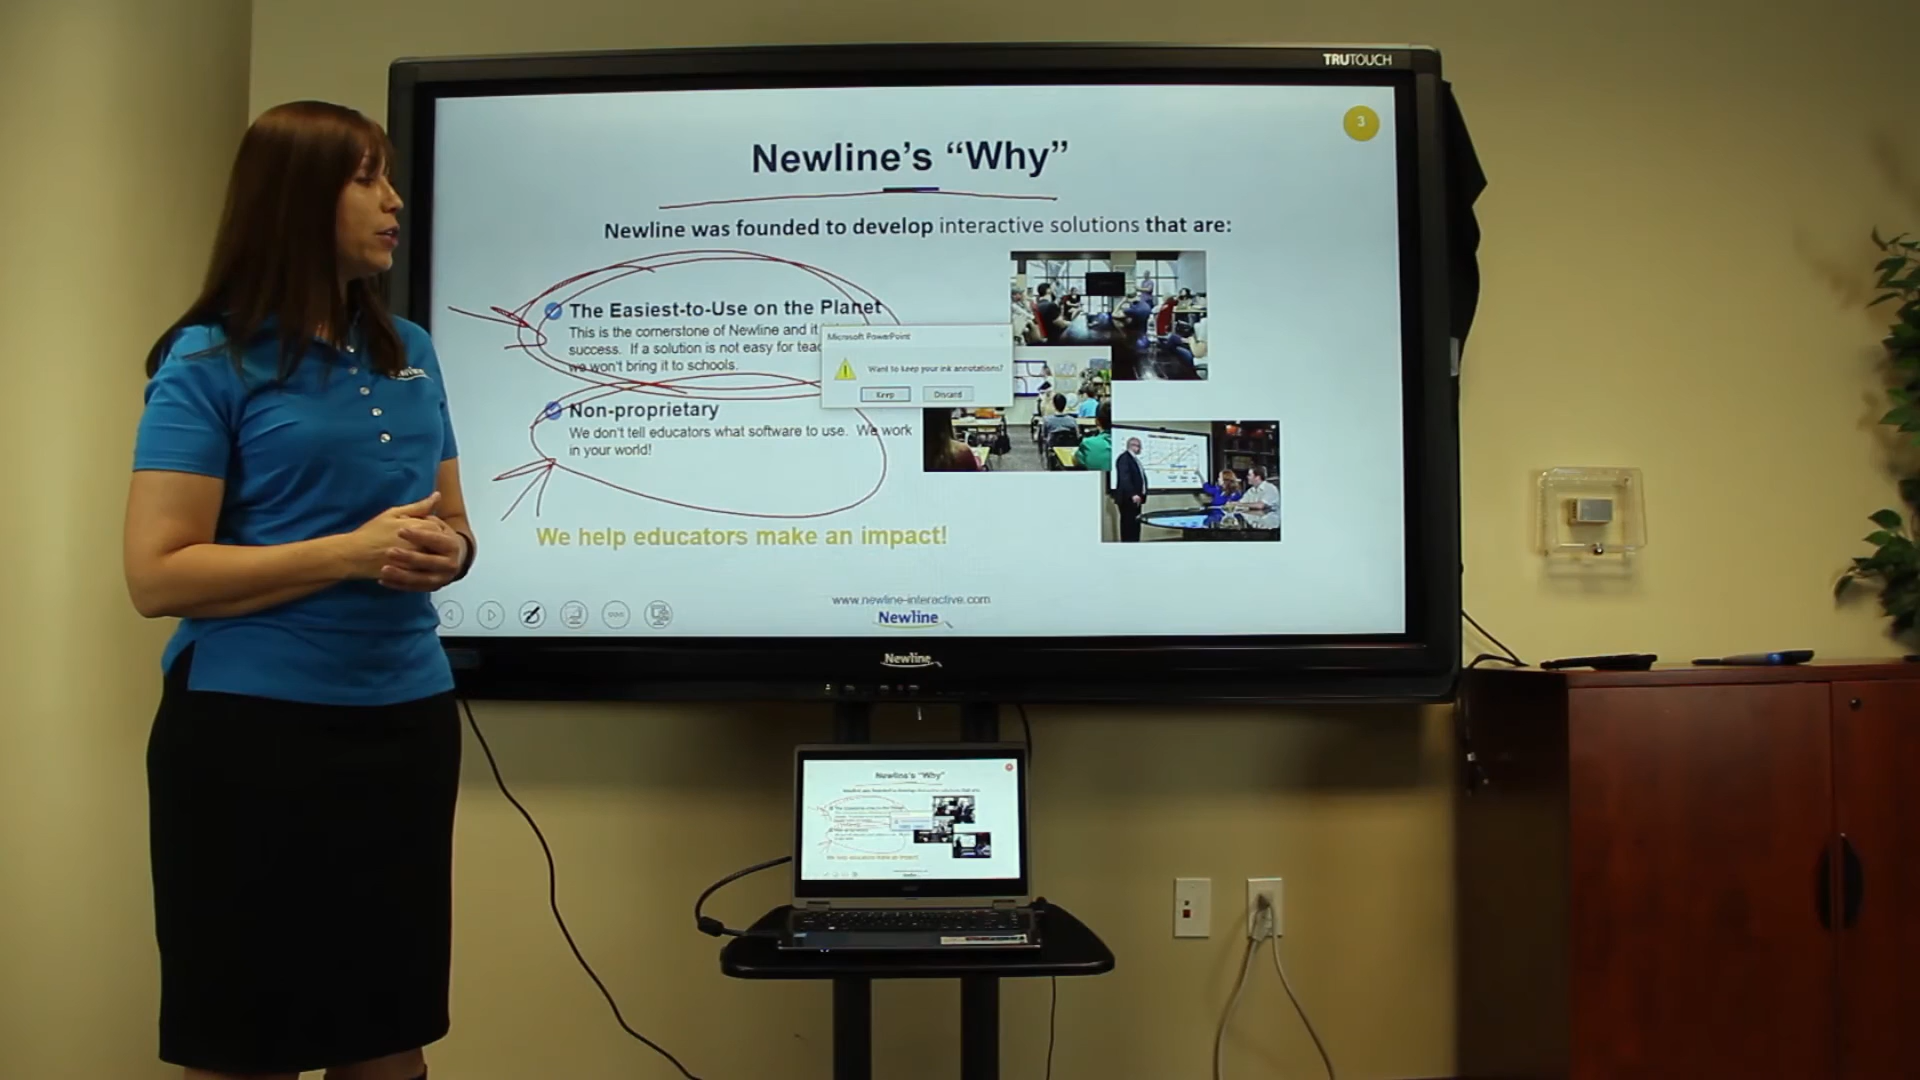 TRUTOUCH
3
Newline's “Why”
Newline was founded to develop interactive solutions that are:
The Easiest-to-Use on the Planet
This is the cornerstone of Newline and it
success. If a solution is not easy for
we won't bring it to schools.
Microsoft PowerPoint
Want to keep your ink annotations?
Keep
Discard
Non-proprietary
We don't tell educators what software to use. We work
in your world!
We help educators make an impact!
www.newline-interactive.com
Newline
Newline
Newline's "Why"